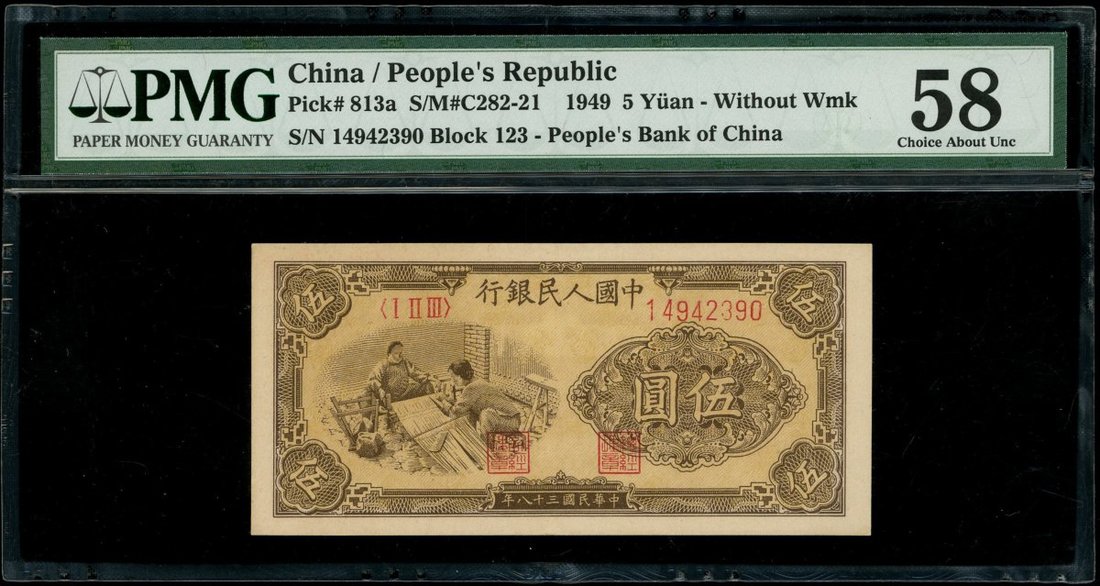 PMG
PAPER MONEY GUARANTY
China / People's Republic
Pick# 813a S/M#C282-21 1949 5 Yüan - Without Wmk
S/N 14942390 Block 123 - People's Bank of China
58
Choice About Unc
行銀民人國中
〈I II III〉
14942390
伍
伍
圓伍
伍
伍
年八十三國民華中